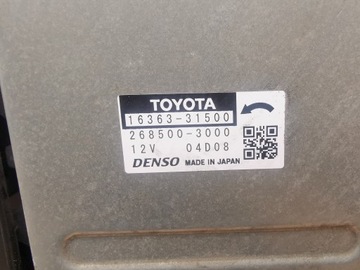 TOYOTA
16363-31500
268500-3000
12V 04D08
DENSO MADE IN JAPAN